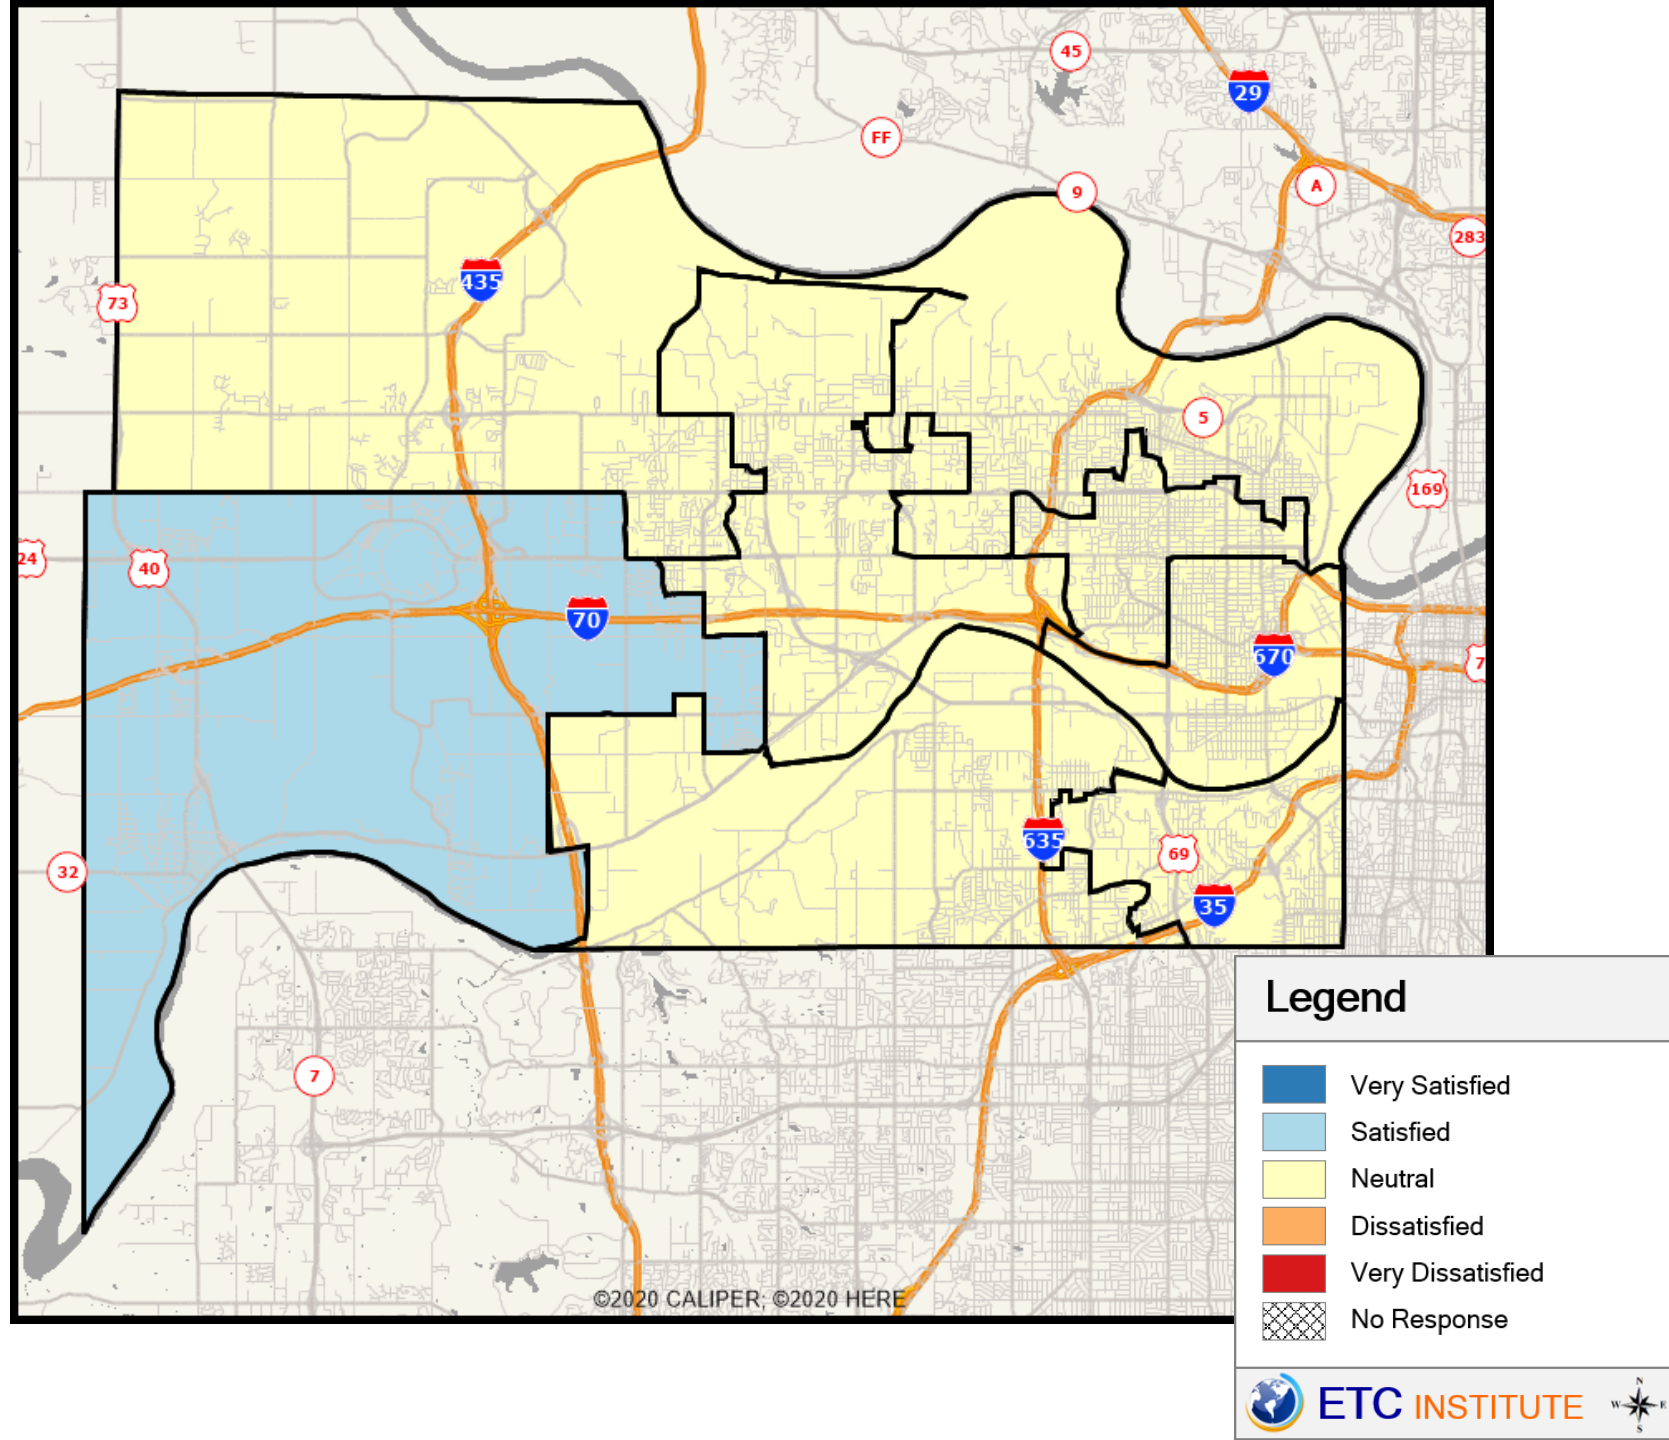 45
29
FF
A
9
283
435
73
5
169
24
40
70
670
7
32
635
69
35
7
©2020 CALIPER; ©2020 HERE
Legend
Very Satisfied
Satisfied
Neutral
Dissatisfied
Very Dissatisfied
No Response
ETC INSTITUTE
N
W E
S